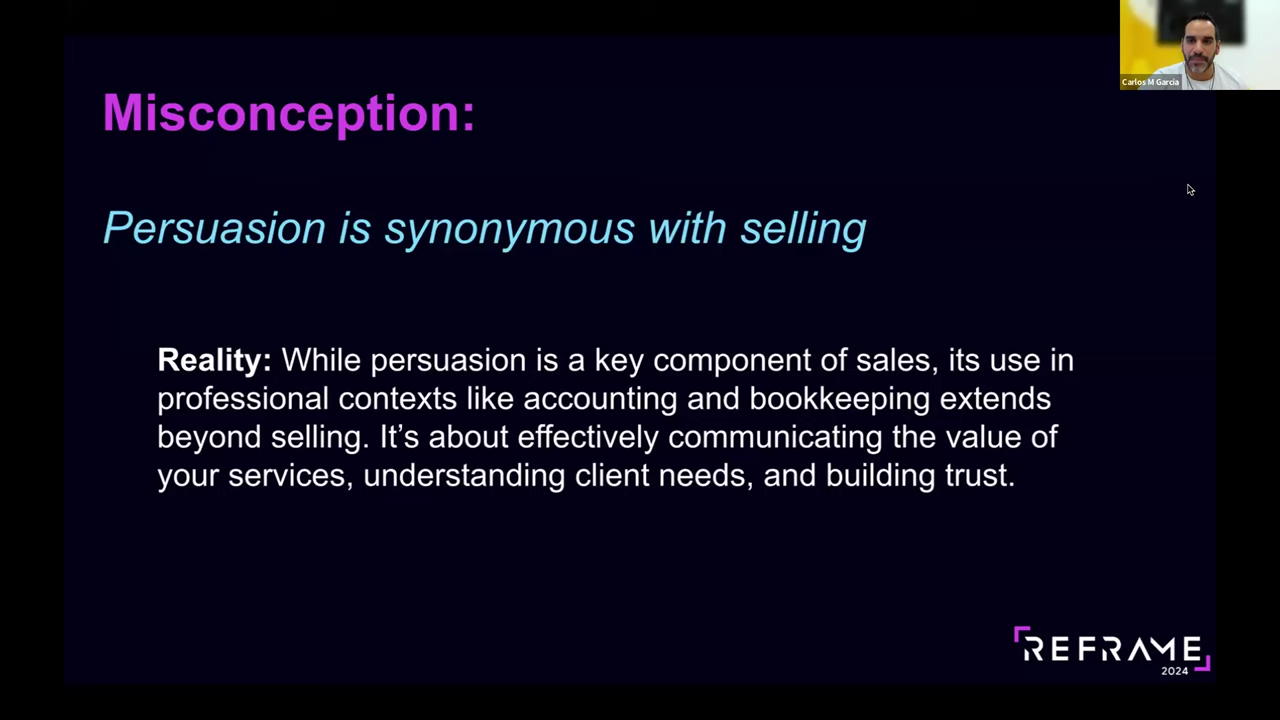 Carlos M Garcia
Misconception:
Persuasion is synonymous with selling
Reality: While persuasion is a key component of sales, its use in
professional contexts like accounting and bookkeeping extends
beyond selling. It’s about effectively communicating the value of
your services, understanding client needs, and building trust.
REFRAME
2024